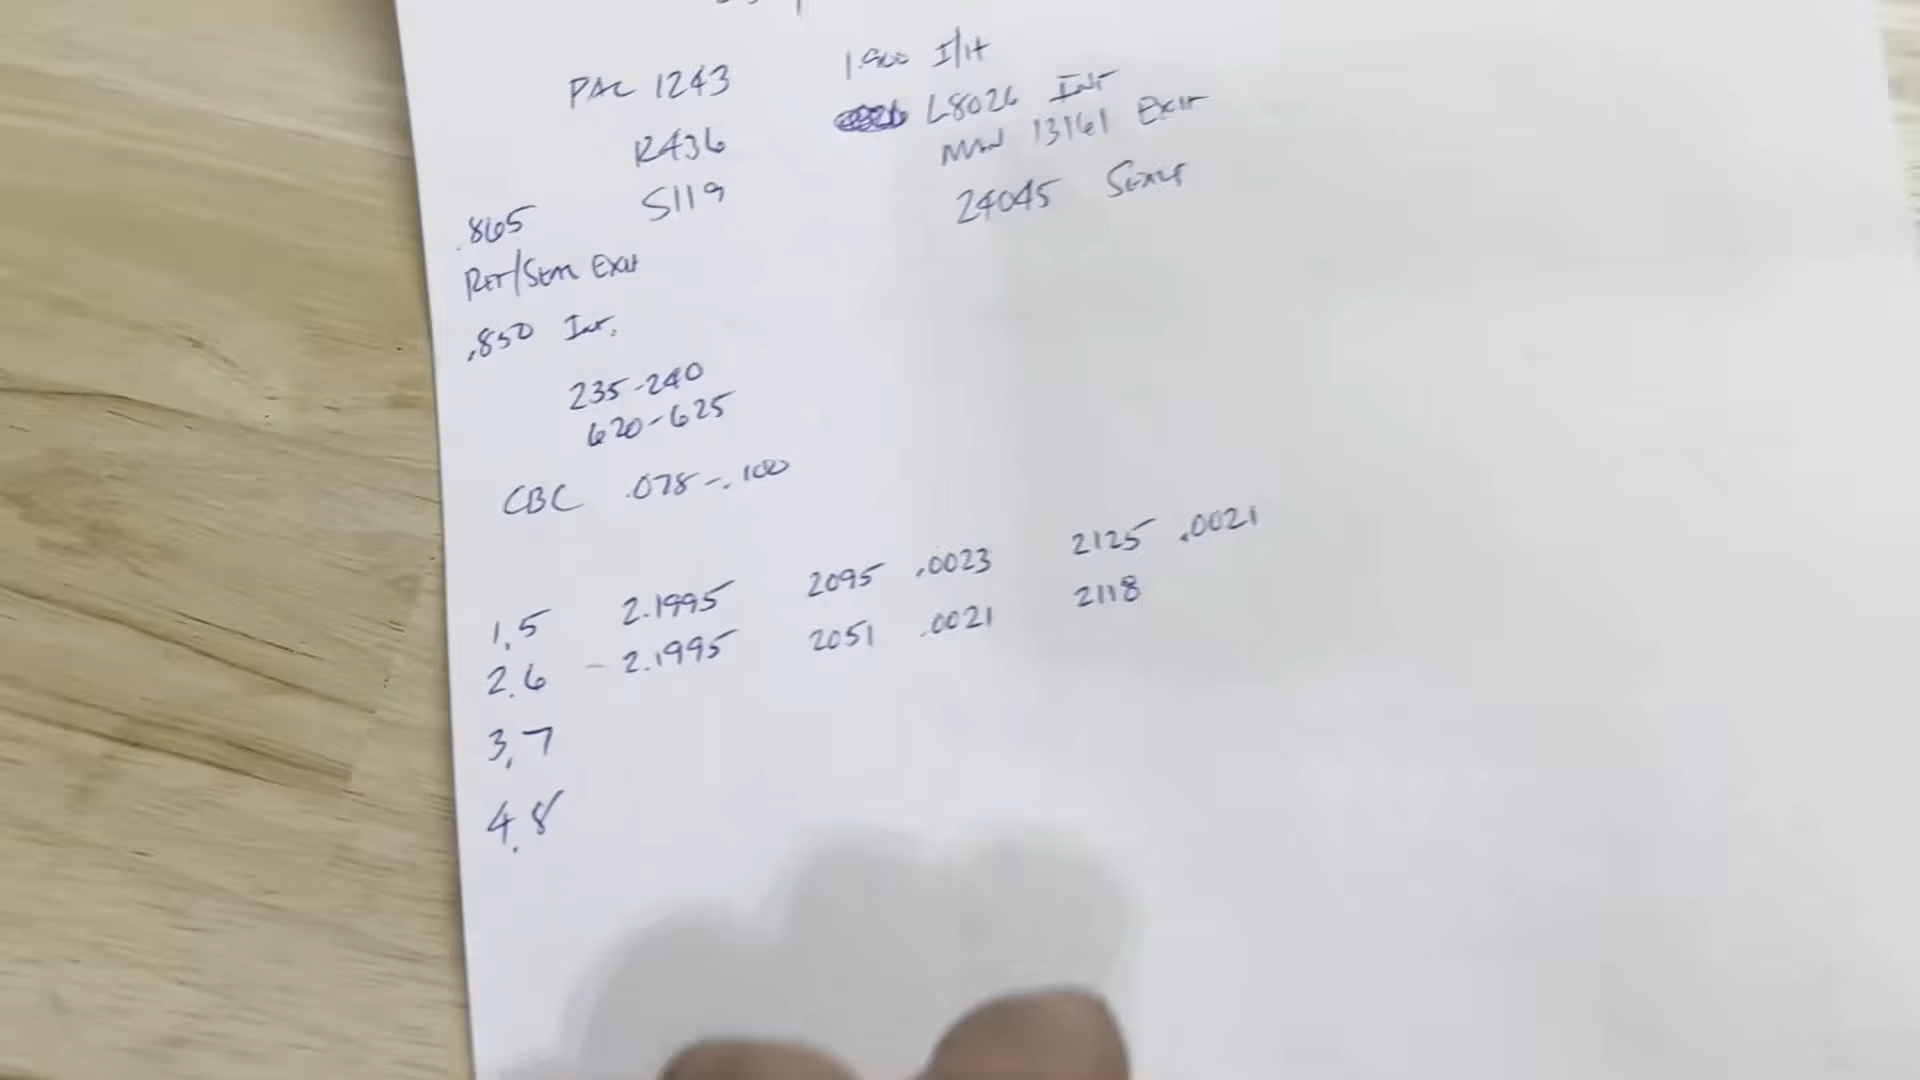 PAC 1243
R436
S119
.865
Ret/Seal Exh
.850 Int.
235-240
620-625
CBC .078-.100
1.900 I/H
L8026 Int
13161 Exh
24045 Seals
1,5 2.1995 2095 .0023 2125 .0021
2,6 - 2.1995 2051 .0021 2118
3,7
4,8